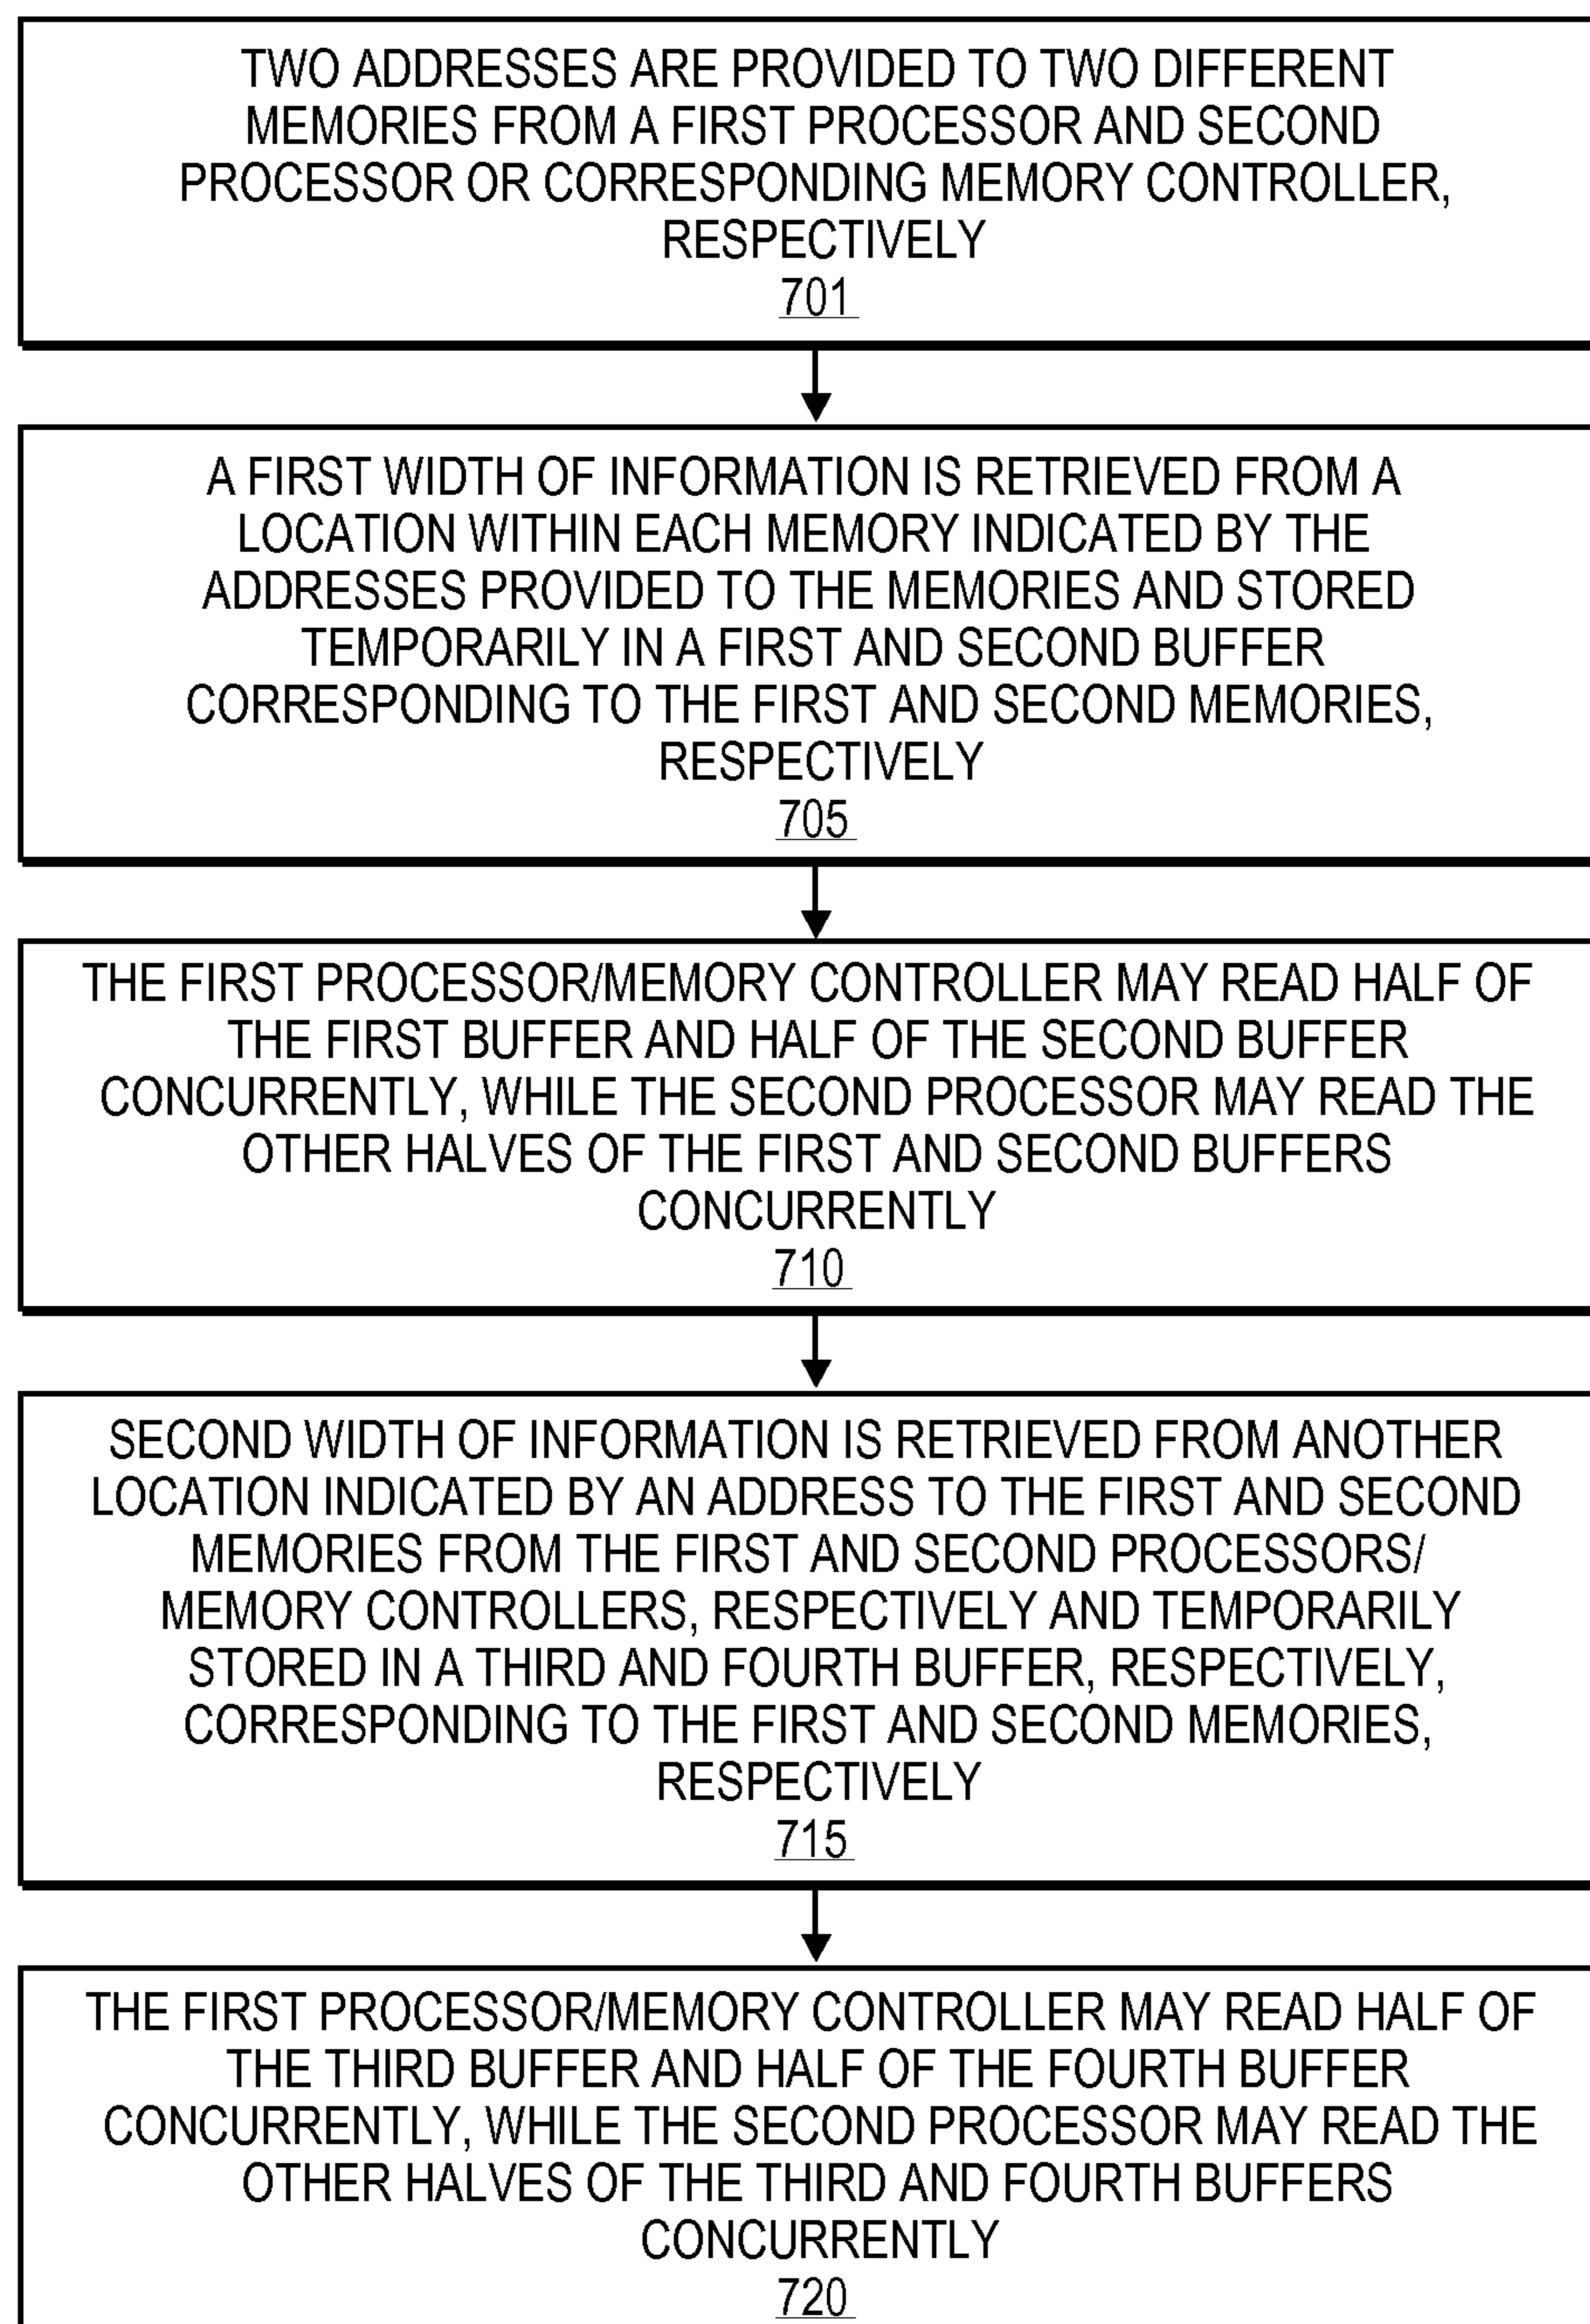 TWO ADDRESSES ARE PROVIDED TO TWO DIFFERENT
MEMORIES FROM A FIRST PROCESSOR AND SECOND
PROCESSOR OR CORRESPONDING MEMORY CONTROLLER,
RESPECTIVELY
701
A FIRST WIDTH OF INFORMATION IS RETRIEVED FROM A
LOCATION WITHIN EACH MEMORY INDICATED BY THE
ADDRESSES PROVIDED TO THE MEMORIES AND STORED
TEMPORARILY IN A FIRST AND SECOND BUFFER
CORRESPONDING TO THE FIRST AND SECOND MEMORIES,
RESPECTIVELY
705
THE FIRST PROCESSOR/MEMORY CONTROLLER MAY READ HALF OF
THE FIRST BUFFER AND HALF OF THE SECOND BUFFER
CONCURRENTLY, WHILE THE SECOND PROCESSOR MAY READ THE
OTHER HALVES OF THE FIRST AND SECOND BUFFERS
CONCURRENTLY
710
SECOND WIDTH OF INFORMATION IS RETRIEVED FROM ANOTHER
LOCATION INDICATED BY AN ADDRESS TO THE FIRST AND SECOND
MEMORIES FROM THE FIRST AND SECOND PROCESSORS/
MEMORY CONTROLLERS, RESPECTIVELY AND TEMPORARILY
STORED IN A THIRD AND FOURTH BUFFER, RESPECTIVELY,
CORRESPONDING TO THE FIRST AND SECOND MEMORIES,
RESPECTIVELY
715
THE FIRST PROCESSOR/MEMORY CONTROLLER MAY READ HALF OF
THE THIRD BUFFER AND HALF OF THE FOURTH BUFFER
CONCURRENTLY, WHILE THE SECOND PROCESSOR MAY READ THE
OTHER HALVES OF THE THIRD AND FOURTH BUFFERS
CONCURRENTLY
720